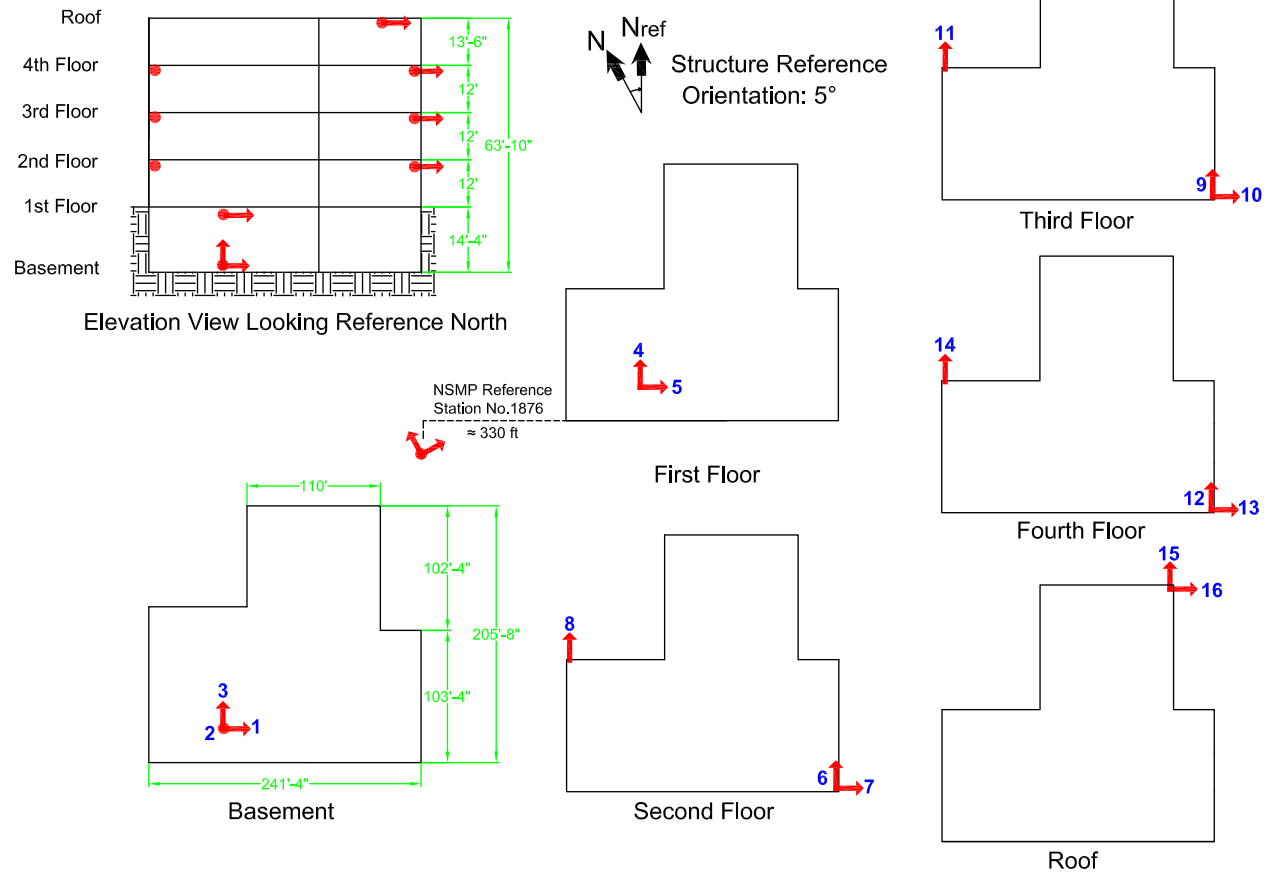 Roof
4th Floor
3rd Floor
2nd Floor
1st Floor
Basement
13'-6"
12'
12'
12'
14'-4"
63'-10"
Elevation View Looking Reference North
N
Nref
Structure Reference
Orientation: 5°
11
9
10
Third Floor
4
5
First Floor
NSMP Reference
Station No.1876
≈ 330 ft
14
12
13
Fourth Floor
110'
102'-4"
205'-8"
103'-4"
241'-4"
3
2
1
Basement
8
6
7
Second Floor
15
16
Roof